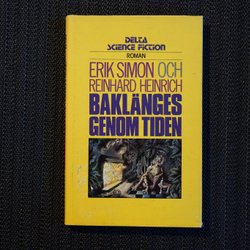 DELTA
SCIENCE FICTION
ROMAN
ERIK SIMON OCH
REINHARD HEINRICH
BAKLÄNGES
GENOM TIDEN